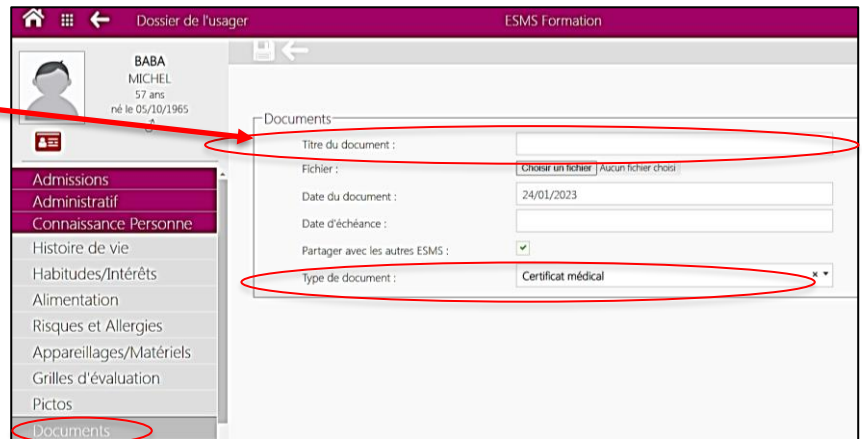 Dossier de l'usager ESMS Formation
BABA
MICHEL
57 ans
né le 05/10/1965
Admissions
Administratif
Connaissance Personne
Histoire de vie
Habitudes/Intérêts
Alimentation
Risques et Allergies
Appareillages/Matériels
Grilles d'évaluation
Pictos
Documents
Documents
Titre du document :
Fichier : Choisir un fichier Aucun fichier choisi
Date du document : 24/01/2023
Date d'échéance :
Partager avec les autres ESMS :
Type de document : Certificat médical